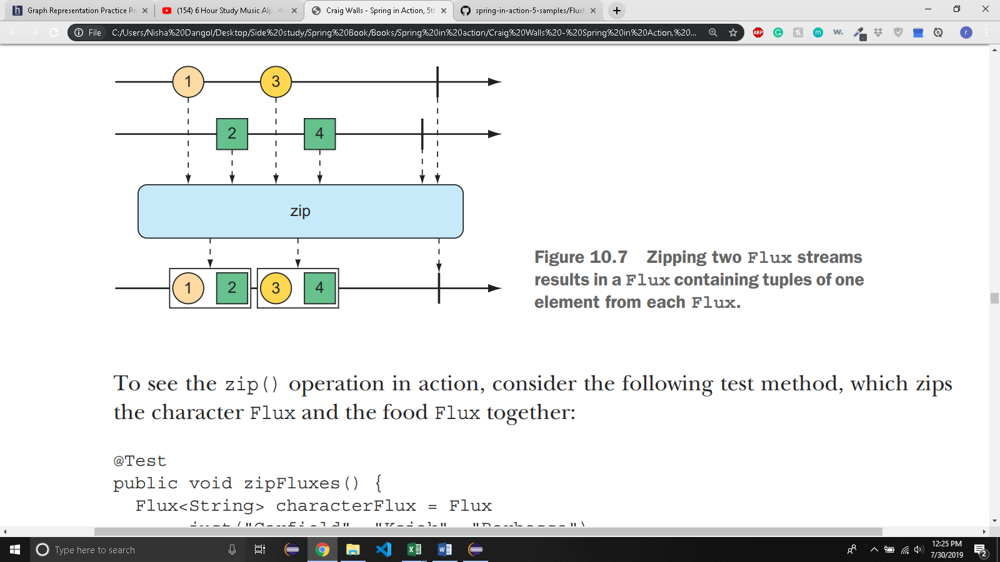 Graph Representation Practice Pr
(154) 6 Hour Study Music Alp
Craig Walls - Spring in Action, 5th
spring-in-action-5-samples/Flux
File
C:/Users/Nisha%20Dangol/Desktop/Side%20study/Spring%20Book/Books/Spring%20in%20action/Craig%20Walls%20-%20Spring%20in%20Action,%20...
ABP
1 3
2 4
zip
1 2 3 4
Figure 10.7 Zipping two Flux streams
results in a Flux containing tuples of one
element from each Flux.
To see the zip() operation in action, consider the following test method, which zips
the character Flux and the food Flux together:
@Test
public void zipFluxes() {
Flux<String> characterFlux = Flux
.just("Garfield", "Kojak", "Barbossa")
Type here to search
12:25 PM
7/30/2019
2